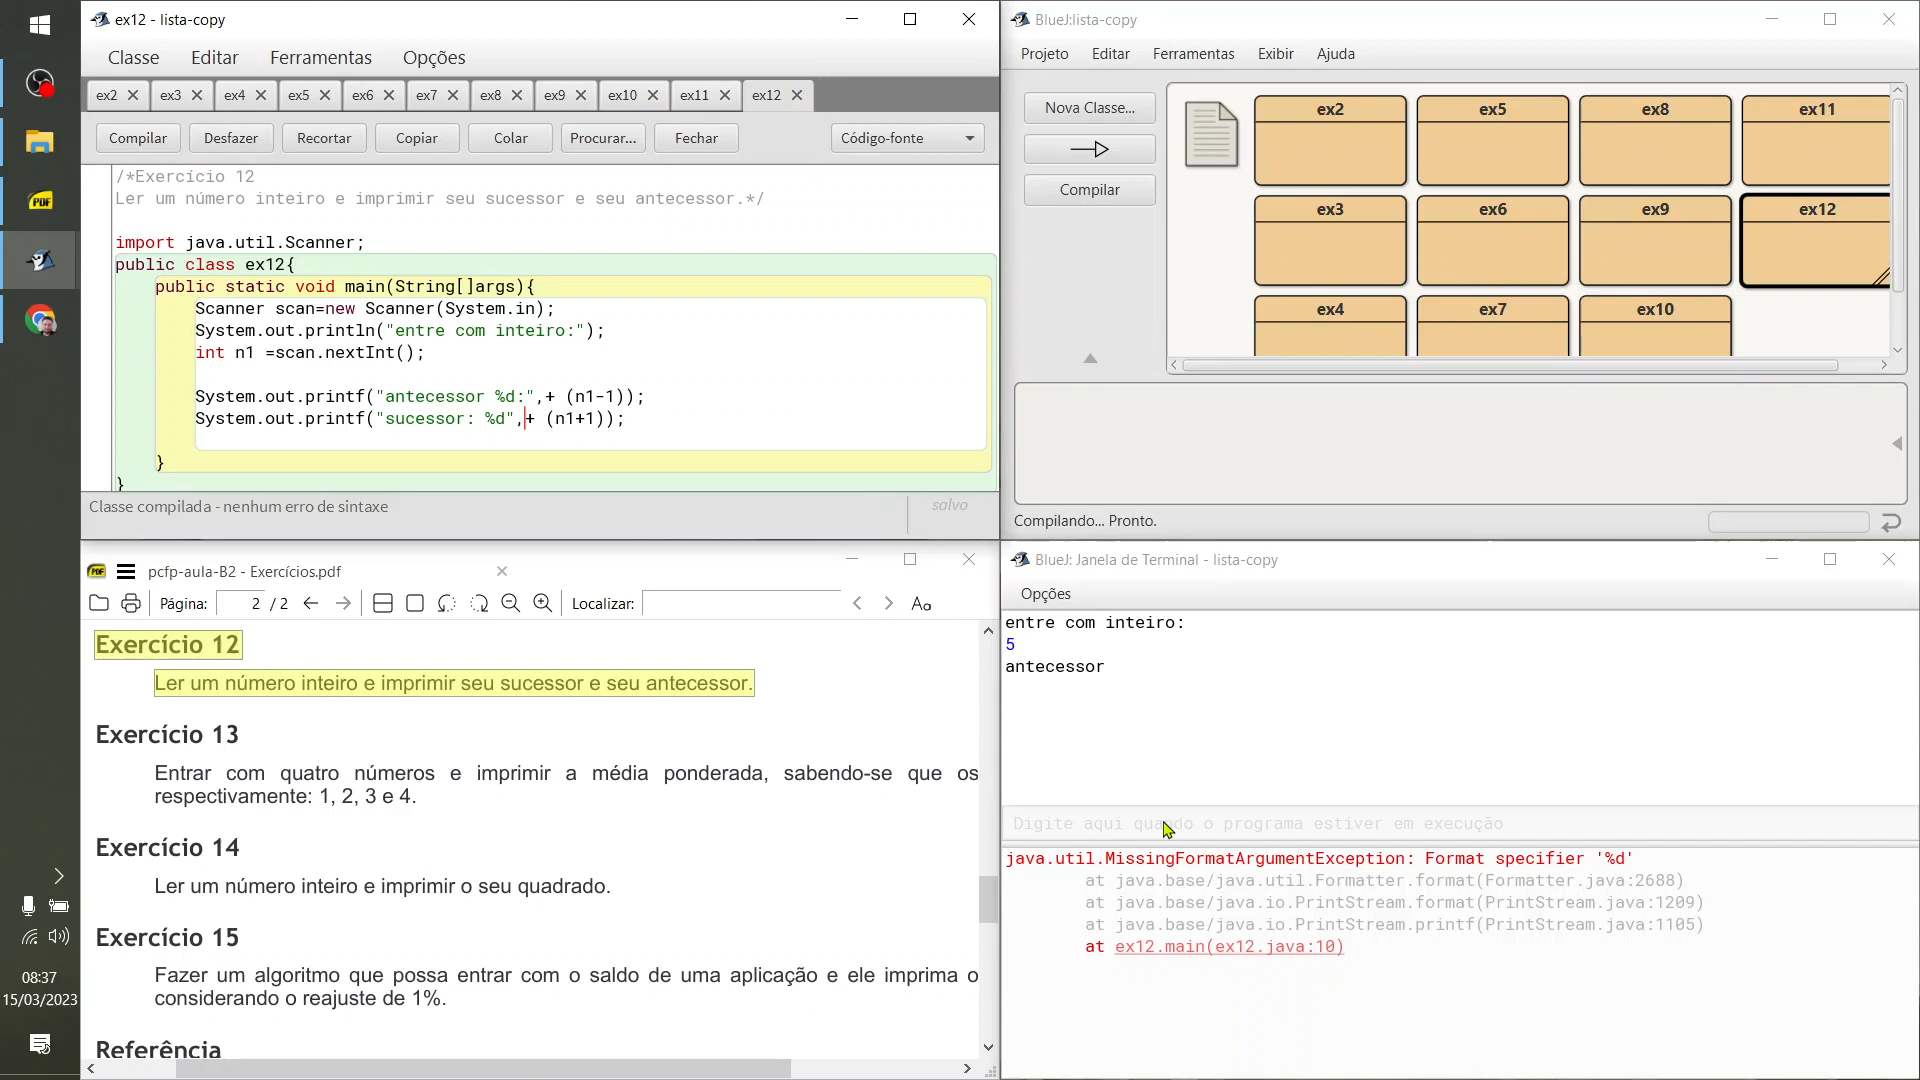 ex12 - lista-copy
Classe Editar Ferramentas Opções
ex2 ex3 ex4 ex5 ex6 ex7 ex8 ex9 ex10 ex11 ex12
Compilar Desfazer Recortar Copiar Colar Procurar... Fechar Código-fonte
/*Exercício 12
Ler um número inteiro e imprimir seu sucessor e seu antecessor.*/
import java.util.Scanner;
public class ex12{
public static void main(String[]args){
Scanner scan=new Scanner(System.in);
System.out.println("entre com inteiro:");
int n1 =scan.nextInt();
System.out.printf("antecessor %d:",+ (n1-1));
System.out.printf("sucessor: %d",+ (n1+1));
}
}
Classe compilada - nenhum erro de sintaxe
salvo
BlueJ:lista-copy
Projeto Editar Ferramentas Exibir Ajuda
Nova Classe...
Compilar
ex2 ex5 ex8 ex11
ex3 ex6 ex9 ex12
ex4 ex7 ex10
Compilando... Pronto.
PDF
pcfp-aula-B2 - Exercícios.pdf
Página: 2 / 2 Localizar: Aa
Exercício 12
Ler um número inteiro e imprimir seu sucessor e seu antecessor.
Exercício 13
Entrar com quatro números e imprimir a média ponderada, sabendo-se que os
respectivamente: 1, 2, 3 e 4.
Exercício 14
Ler um número inteiro e imprimir o seu quadrado.
Exercício 15
Fazer um algoritmo que possa entrar com o saldo de uma aplicação e ele imprima o
considerando o reajuste de 1%.
Referência
BlueJ: Janela de Terminal - lista-copy
Opções
entre com inteiro:
5
antecessor
Digite aqui quando o programa estiver em execução
java.util.MissingFormatArgumentException: Format specifier '%d'
at java.base/java.util.Formatter.format(Formatter.java:2688)
at java.base/java.io.PrintStream.format(PrintStream.java:1209)
at java.base/java.io.PrintStream.printf(PrintStream.java:1105)
at ex12.main(ex12.java:10)
PDF
08:37
15/03/2023